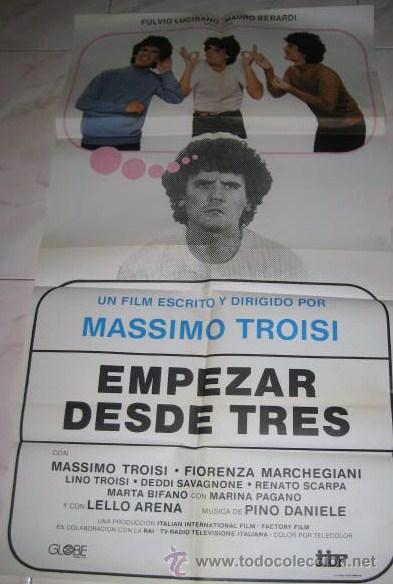 FULVIO LUCISANO MAURO BERARDI
UN FILM ESCRITO Y DIRIGIDO POR
MASSIMO TROISI
EMPEZAR
DESDE TRES
CON
MASSIMO TROISI • FIORENZA MARCHEGIANI
LINO TROISI • DEDDI SAVAGNONE • RENATO SCARPA
MARTA BIFANO CON MARINA PAGANO
Y CON LELLO ARENA MUSICA DE PINO DANIELE
UNA PRODUCCION ITALIAN INTERNATIONAL FILM - FACTORY FILM
EN COLABORACION CON LA RAI - TV RADIO TELEVISIONE ITALIANA - COLOR POR TELECOLOR
GLOBE
www.todocoleccion.net